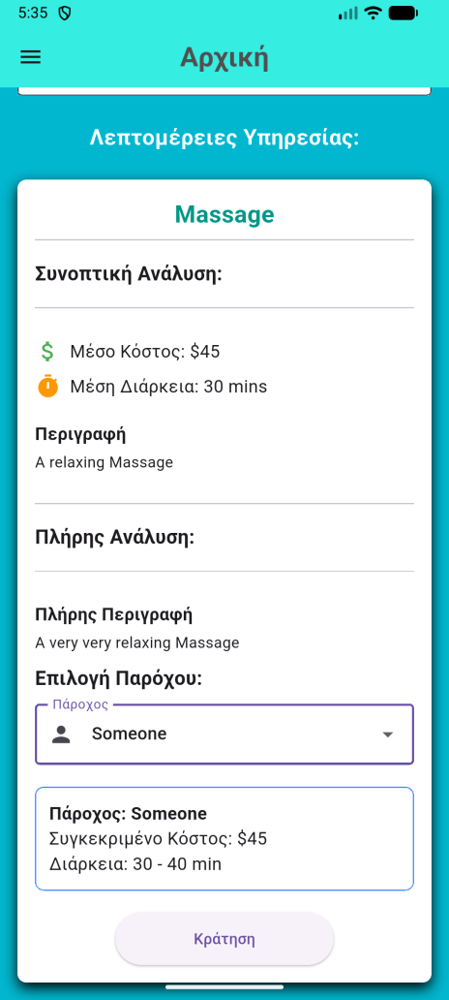 5:35
Αρχική
Λεπτομέρειες Υπηρεσίας:
Massage
Συνοπτική Ανάλυση:
Μέσο Κόστος: $45
Μέση Διάρκεια: 30 mins
Περιγραφή
A relaxing Massage
Πλήρης Ανάλυση:
Πλήρης Περιγραφή
A very very relaxing Massage
Επιλογή Παρόχου:
Πάροχος
Someone
Πάροχος: Someone
Συγκεκριμένο Κόστος: $45
Διάρκεια: 30 - 40 min
Κράτηση